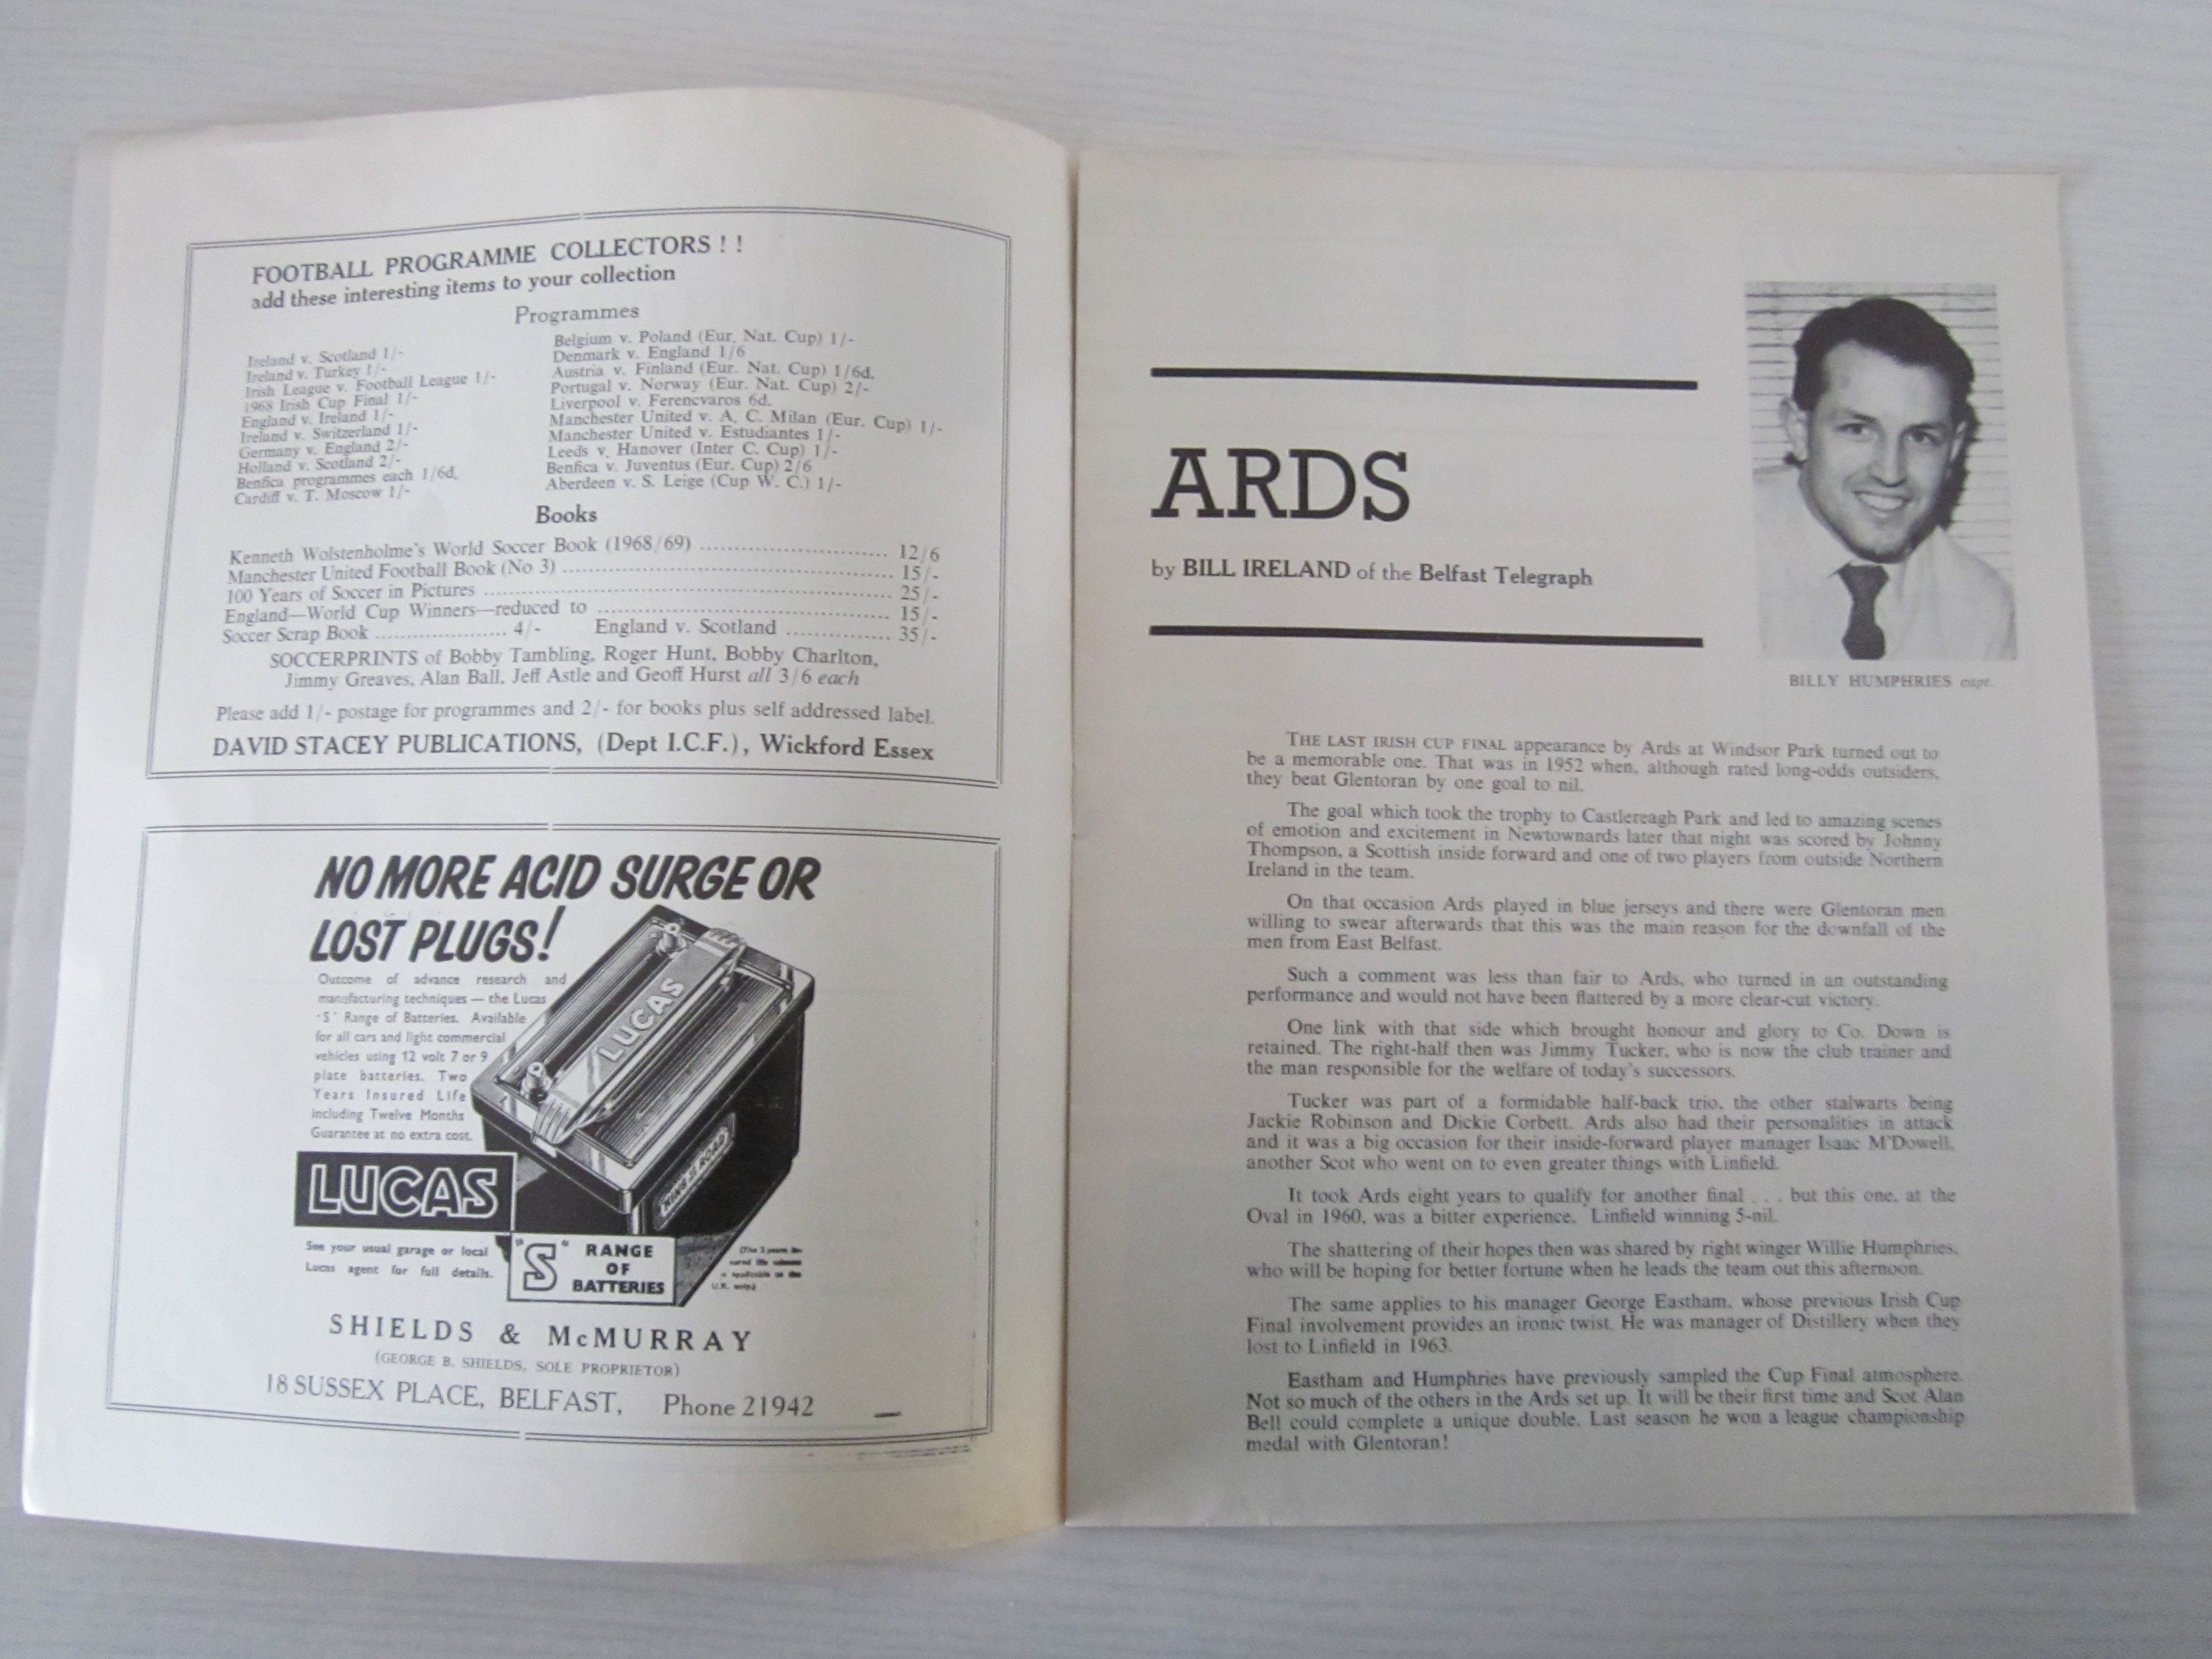 FOOTBALL PROGRAMME COLLECTORS ! !
add these interesting items to your collection
Programmes
Ireland v. Scotland 1/-
Ireland v. Turkey 1/-
Irish League v. Football League 1/-
1968 Irish Cup Final 1/-
England v. Ireland 1/-
Ireland v. Switzerland 1/-
Germany v. England 2/-
Holland v. Scotland 2/-
Benfica programmes each 1/6d.
Cardiff v. T. Moscow 1/-
Belgium v. Poland (Eur. Nat. Cup) 1/-
Denmark v. England 1/6
Austria v. Finland (Eur. Nat. Cup) 1/6d.
Portugal v. Norway (Eur. Nat. Cup) 2/-
Liverpool v. Ferencvaros 6d.
Manchester United v. A. C. Milan (Eur. Cup) 1/-
Manchester United v. Estudiantes 1/-
Leeds v. Hanover (Inter C. Cup) 1/-
Benfica v. Juventus (Eur. Cup) 2/6
Aberdeen v. S. Leige (Cup W. C.) 1/-
Books
Kenneth Wolstenholme's World Soccer Book (1968/69) .......................... 12/6
Manchester United Football Book (No 3) .......................... 15/-
100 Years of Soccer in Pictures .......................... 25/-
England—World Cup Winners—reduced to .......................... 15/-
Soccer Scrap Book .................... 4/- England v. Scotland ................ 35/-
SOCCERPRINTS of Bobby Tambling, Roger Hunt, Bobby Charlton,
Jimmy Greaves, Alan Ball, Jeff Astle and Geoff Hurst all 3/6 each
Please add 1/- postage for programmes and 2/- for books plus self addressed label.
DAVID STACEY PUBLICATIONS, (Dept I.C.F.), Wickford Essex
NO MORE ACID SURGE OR
LOST PLUGS!
Outcome of advance research and
manufacturing techniques — the Lucas
'S' Range of Batteries. Available
for all cars and light commercial
vehicles using 12 volt 7 or 9
plate batteries. Two
Years Insured Life
including Twelve Months
Guarantee at no extra cost.
LUCAS
KING OF THE ROAD
LUCAS
See your usual garage or local
Lucas agent for full details.
"S" RANGE
OF
BATTERIES
(The 2 years in-
sured life scheme
is applicable in the
U.K. only.)
SHIELDS & McMURRAY
(GEORGE B. SHIELDS, SOLE PROPRIETOR)
18 SUSSEX PLACE, BELFAST, Phone 21942
ARDS
by BILL IRELAND of the Belfast Telegraph
BILLY HUMPHRIES capt.
THE LAST IRISH CUP FINAL appearance by Ards at Windsor Park turned out to
be a memorable one. That was in 1952 when, although rated long-odds outsiders,
they beat Glentoran by one goal to nil.
The goal which took the trophy to Castlereagh Park and led to amazing scenes
of emotion and excitement in Newtownards later that night was scored by Johnny
Thompson, a Scottish inside forward and one of two players from outside Northern
Ireland in the team.
On that occasion Ards played in blue jerseys and there were Glentoran men
willing to swear afterwards that this was the main reason for the downfall of the
men from East Belfast.
Such a comment was less than fair to Ards, who turned in an outstanding
performance and would not have been flattered by a more clear-cut victory.
One link with that side which brought honour and glory to Co. Down is
retained. The right-half then was Jimmy Tucker, who is now the club trainer and
the man responsible for the welfare of today's successors.
Tucker was part of a formidable half-back trio, the other stalwarts being
Jackie Robinson and Dickie Corbett. Ards also had their personalities in attack
and it was a big occasion for their inside-forward player manager Isaac M'Dowell,
another Scot who went on to even greater things with Linfield.
It took Ards eight years to qualify for another final . . . but this one, at the
Oval in 1960, was a bitter experience, Linfield winning 5-nil.
The shattering of their hopes then was shared by right winger Willie Humphries,
who will be hoping for better fortune when he leads the team out this afternoon.
The same applies to his manager George Eastham, whose previous Irish Cup
Final involvement provides an ironic twist. He was manager of Distillery when they
lost to Linfield in 1963.
Eastham and Humphries have previously sampled the Cup Final atmosphere.
Not so much of the others in the Ards set up. It will be their first time and Scot Alan
Bell could complete a unique double. Last season he won a league championship
medal with Glentoran!